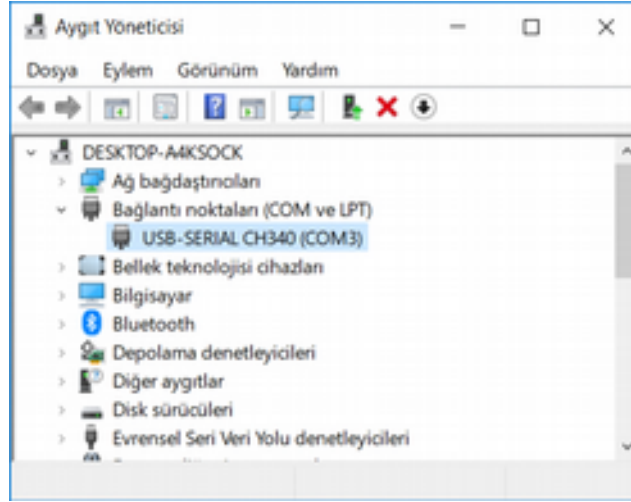 Aygıt Yöneticisi
Dosya Eylem Görünüm Yardım
DESKTOP-A4KSOCK
Ağ bağdaştırıcıları
Bağlantı noktaları (COM ve LPT)
USB-SERIAL CH340 (COM3)
Bellek teknolojisi cihazları
Bilgisayar
Bluetooth
Depolama denetleyicileri
Diğer aygıtlar
Disk sürücüleri
Evrensel Seri Veri Yolu denetleyicileri